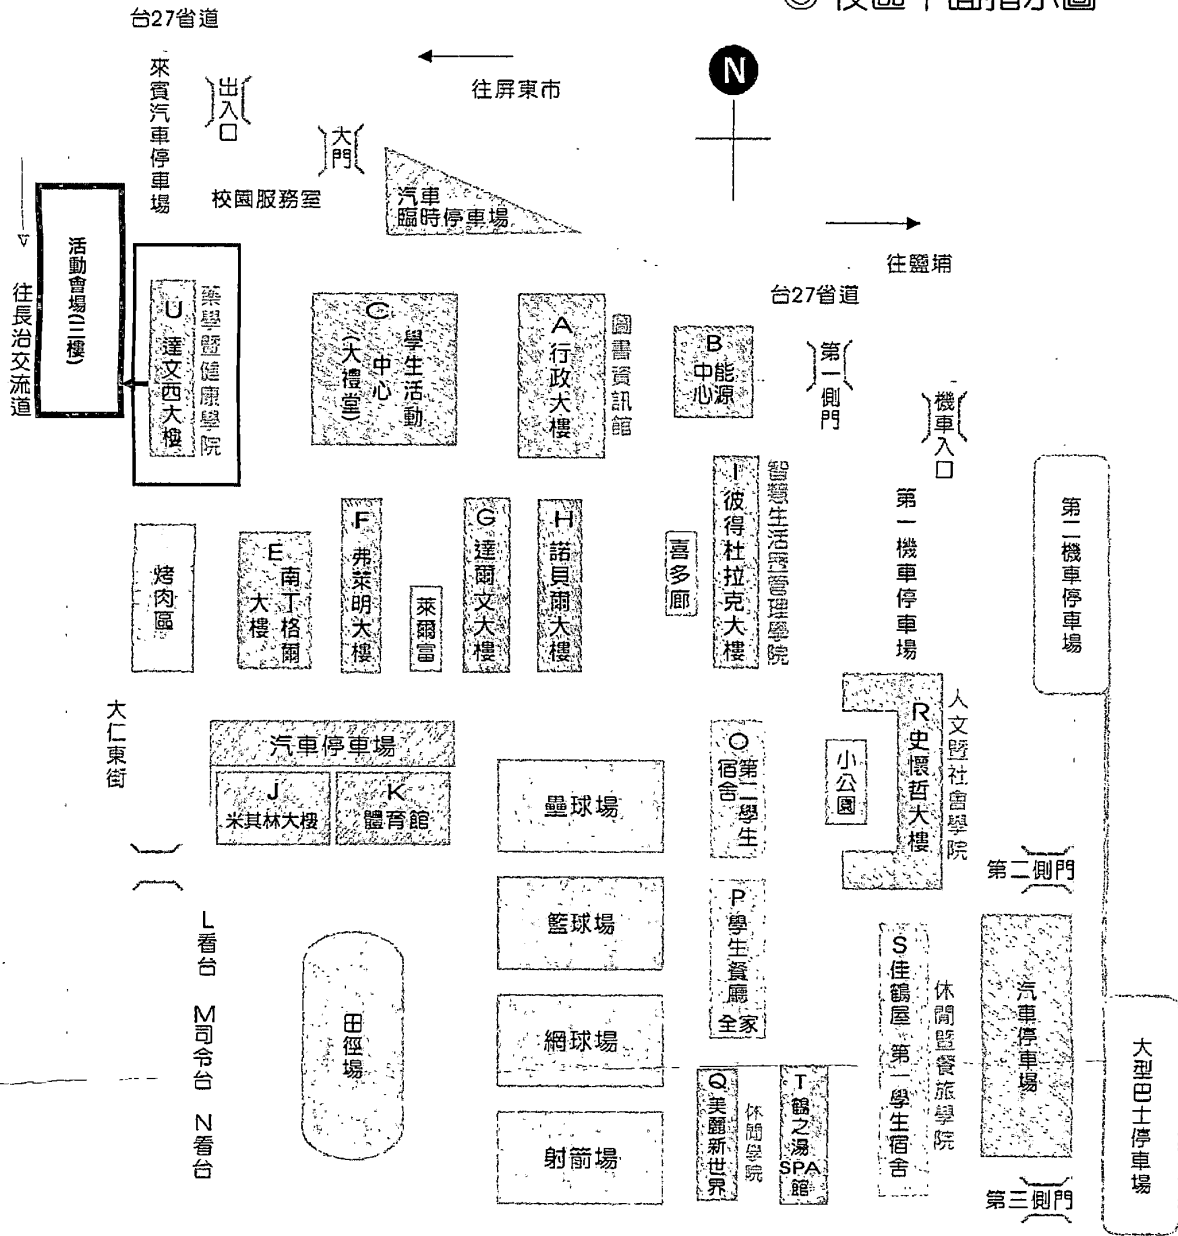 ◎ 校區平面指示圖
台27省道
往屏東市
N
來賓汽車停車場
出入口
大門
校園服務室
汽車
臨時停車場
往鹽埔
台27省道
往長治交流道
活動會場(三樓)
U 達文西大樓
藥學暨健康學院
C 學生活動
中心
(大禮堂)
A 行政大樓
圖書資訊館
B 能源
中心
第一側門
機車入口
I 彼得杜拉克大樓
智慧生活暨管理學院
第一機車停車場
第二機車停車場
烤肉區
E 南丁格爾
大樓
F 弗萊明大樓
萊爾富
G 達爾文大樓
H 諾貝爾大樓
喜多廊
大仁東街
汽車停車場
J
米其林大樓
K
體育館
壘球場
O 第二學生
宿舍
小公園
R 史懷哲大樓
人文暨社會學院
第二側門
L看台
M司令台
N看台
田徑場
籃球場
P 學生餐廳
全家
網球場
S 佳鶴屋 第一學生宿舍
休閒暨餐旅學院
汽車停車場
大型巴士停車場
射箭場
Q 美麗新世界
休閒學院
T 鶴之湯
SPA
館
第三側門